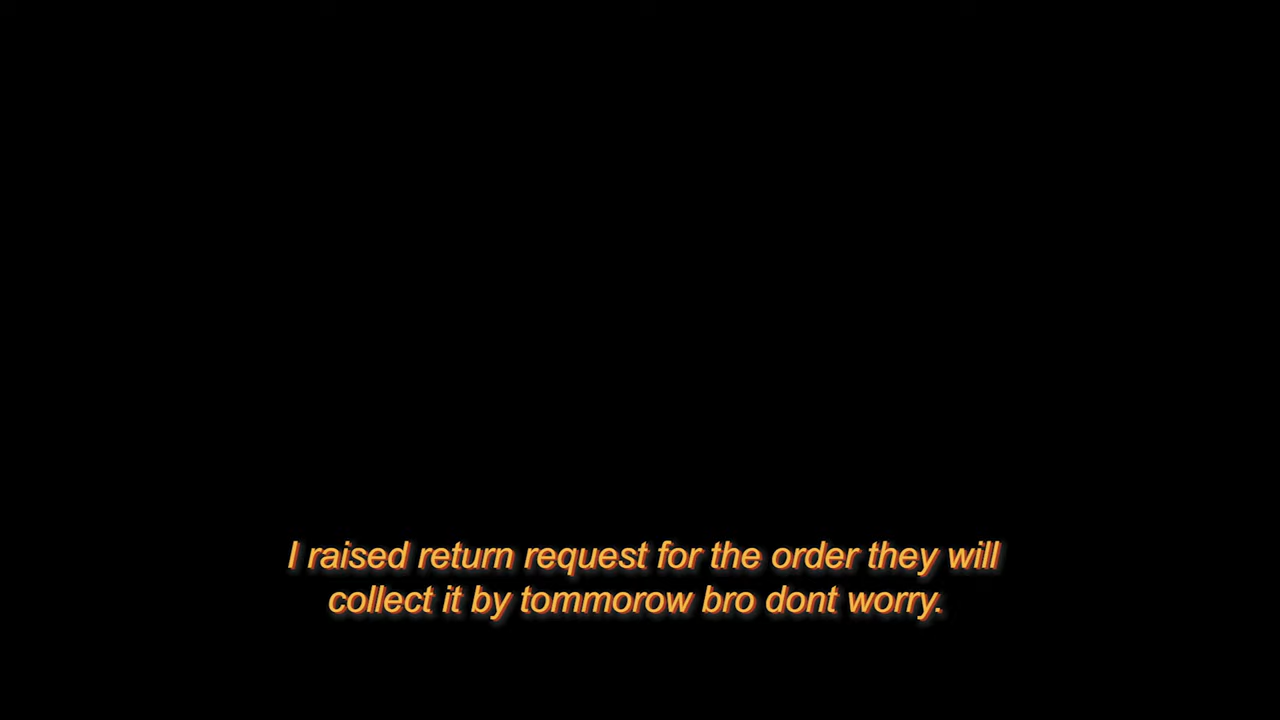 I raised return request for the order they will
collect it by tommorow bro dont worry.